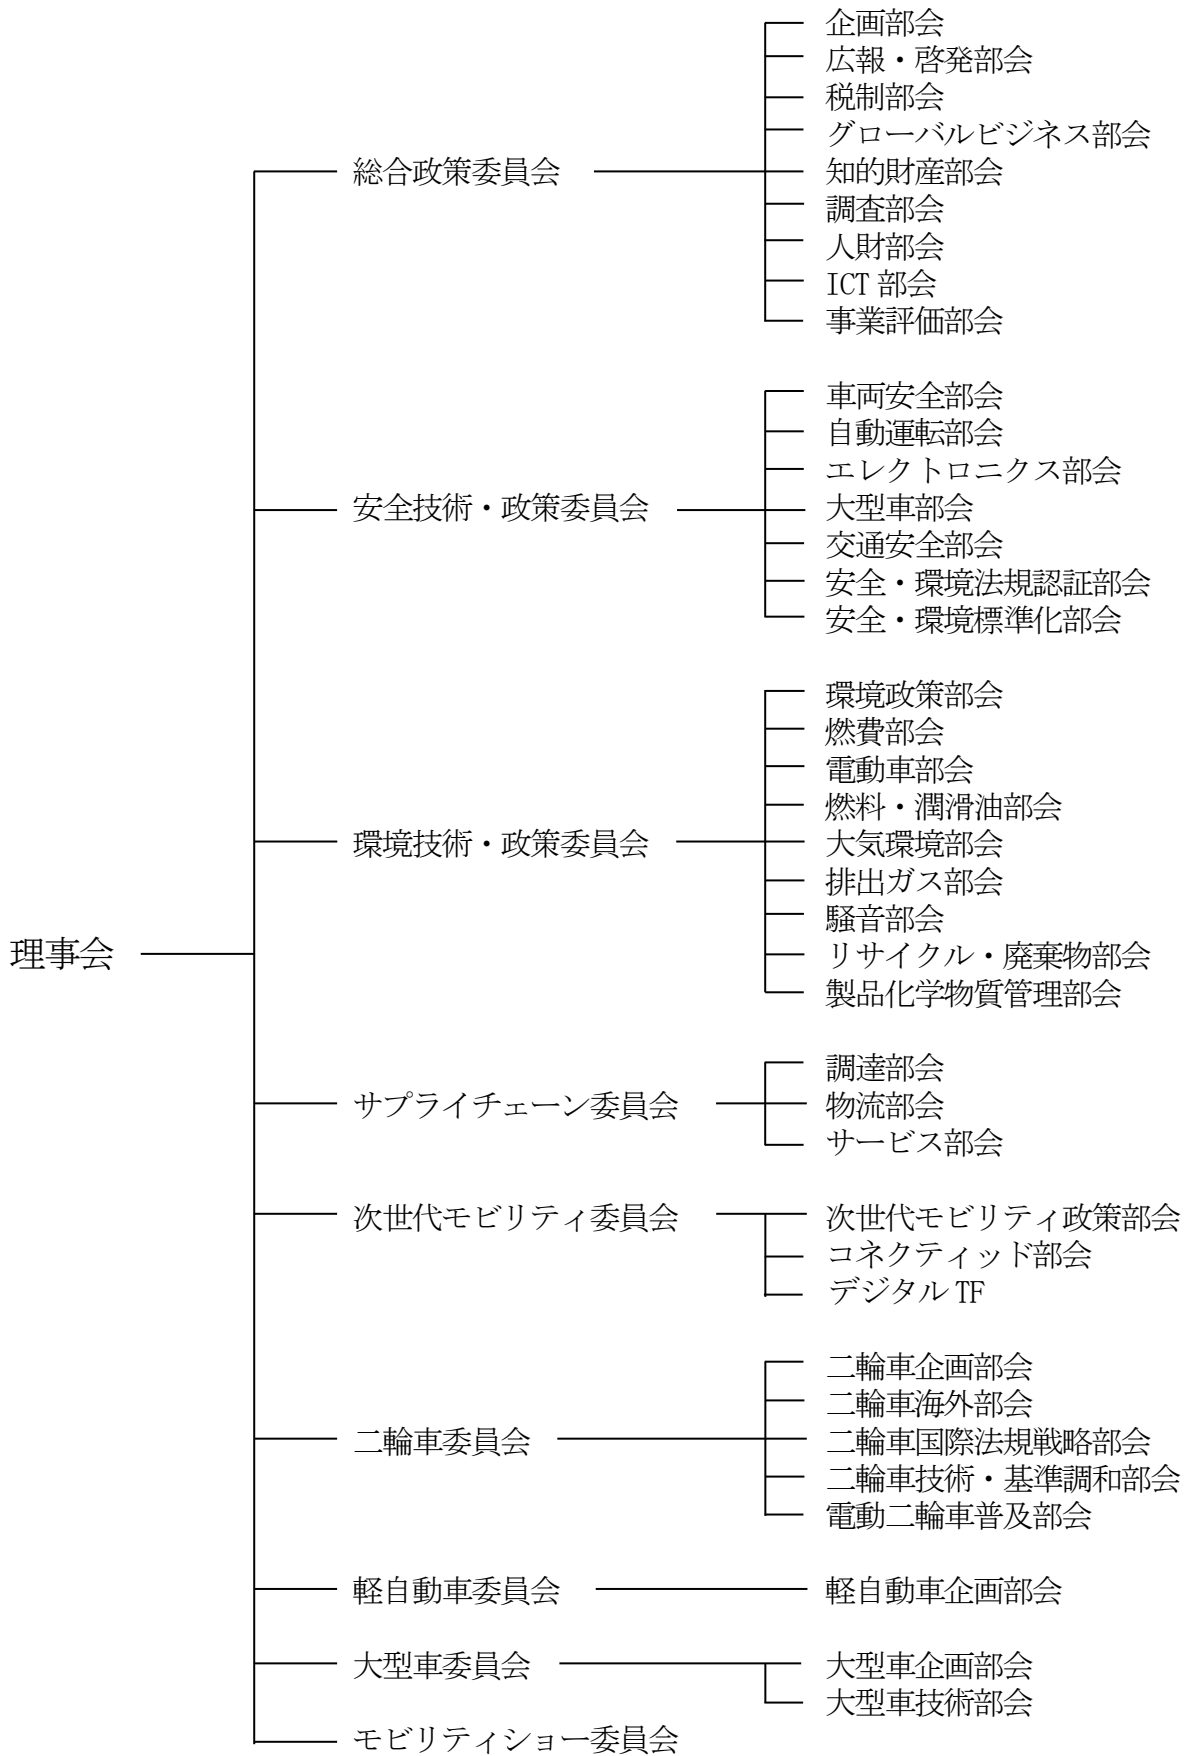 理事会
総合政策委員会
企画部会
広報・啓発部会
税制部会
グローバルビジネス部会
知的財産部会
調査部会
人財部会
ICT 部会
事業評価部会
安全技術・政策委員会
車両安全部会
自動運転部会
エレクトロニクス部会
大型車部会
交通安全部会
安全・環境法規認証部会
安全・環境標準化部会
環境技術・政策委員会
環境政策部会
燃費部会
電動車部会
燃料・潤滑油部会
大気環境部会
排出ガス部会
騒音部会
リサイクル・廃棄物部会
製品化学物質管理部会
サプライチェーン委員会
調達部会
物流部会
サービス部会
次世代モビリティ委員会
次世代モビリティ政策部会
コネクティッド部会
デジタル TF
二輪車委員会
二輪車企画部会
二輪車海外部会
二輪車国際法規戦略部会
二輪車技術・基準調和部会
電動二輪車普及部会
軽自動車委員会
軽自動車企画部会
大型車委員会
大型車企画部会
大型車技術部会
モビリティショー委員会